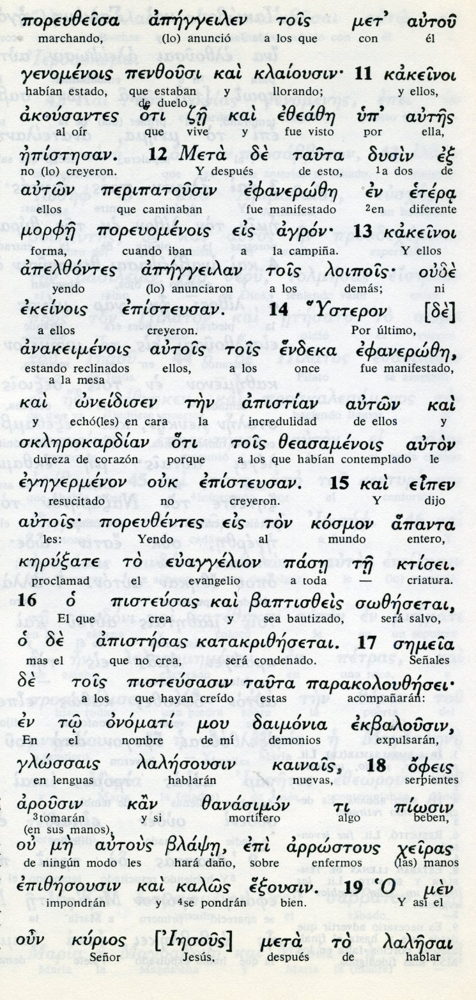 πορευθεῖσα ἀπήγγειλεν τοῖς μετ' αὐτοῦ
marchando, (lo) anunció a los que con él
γενομένοις πενθοῦσι καὶ κλαίουσιν· 11 κἀκεῖνοι
habían estado, que estaban y llorando; y ellos,
de duelo
ἀκούσαντες ὅτι ζῇ καὶ ἐθεάθη ὑπ' αὐτῆς
al oír que vive y fue visto por ella,
ἠπίστησαν. 12 Μετὰ δὲ ταῦτα δυσὶν ἐξ
no (lo) creyeron. Y después de esto, 1a dos de
αὐτῶν περιπατοῦσιν ἐφανερώθη ἐν ἑτέρᾳ
ellos que caminaban fue manifestado 2en diferente
μορφῇ πορευομένοις εἰς ἀγρόν· 13 κἀκεῖνοι
forma, cuando iban a la campiña. Y ellos
ἀπελθόντες ἀπήγγειλαν τοῖς λοιποῖς· οὐδὲ
yendo (lo) anunciaron a los demás; ni
ἐκείνοις ἐπίστευσαν. 14 Ὕστερον [δὲ]
a ellos creyeron. Por último,
ἀνακειμένοις αὐτοῖς τοῖς ἕνδεκα ἐφανερώθη,
estando reclinados ellos, a los once fue manifestado,
a la mesa
καὶ ὠνείδισεν τὴν ἀπιστίαν αὐτῶν καὶ
y echó(les) en cara la incredulidad de ellos y
σκληροκαρδίαν ὅτι τοῖς θεασαμένοις αὐτὸν
dureza de corazón porque a los que habían contemplado le
ἐγηγερμένον οὐκ ἐπίστευσαν. 15 καὶ εἶπεν
resucitado no creyeron. Y dijo
αὐτοῖς· πορευθέντες εἰς τὸν κόσμον ἅπαντα
les: Yendo al mundo entero,
κηρύξατε τὸ εὐαγγέλιον πάσῃ τῇ κτίσει.
proclamad el evangelio a toda — criatura.
16 ὁ πιστεύσας καὶ βαπτισθεὶς σωθήσεται,
El que crea y sea bautizado, será salvo,
ὁ δὲ ἀπιστήσας κατακριθήσεται. 17 σημεῖα
mas el que no crea, será condenado. Señales
δὲ τοῖς πιστεύσασιν ταῦτα παρακολουθήσει·
a los que hayan creído estas acompañarán:
ἐν τῷ ὀνόματί μου δαιμόνια ἐκβαλοῦσιν,
En el nombre de mí demonios expulsarán,
γλώσσαις λαλήσουσιν καιναῖς, 18 ὄφεις
en lenguas hablarán nuevas, serpientes
ἀροῦσιν κἂν θανάσιμόν τι πίωσιν
3tomarán y si mortífero algo beben,
(en sus manos),
οὐ μὴ αὐτοὺς βλάψῃ, ἐπὶ ἀρρώστους χεῖρας
de ningún modo les hará daño, sobre enfermos (las) manos
ἐπιθήσουσιν καὶ καλῶς ἕξουσιν. 19 Ὁ μὲν
impondrán y 4se pondrán bien. Y así el
οὖν κύριος [Ἰησοῦς] μετὰ τὸ λαλῆσαι
Señor Jesús, después de hablar